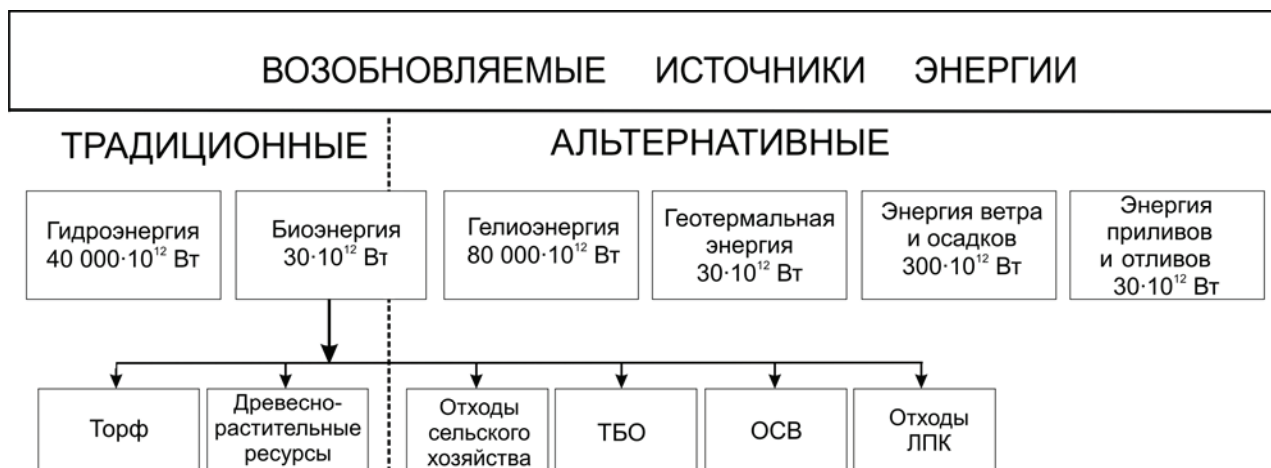 ВОЗОБНОВЛЯЕМЫЕ ИСТОЧНИКИ ЭНЕРГИИ
ТРАДИЦИОННЫЕ
АЛЬТЕРНАТИВНЫЕ
Гидроэнергия
40 000·10¹² Вт
Биоэнергия
30·10¹² Вт
Гелиоэнергия
80 000·10¹² Вт
Геотермальная
энергия
30·10¹² Вт
Энергия ветра
и осадков
300·10¹² Вт
Энергия
приливов
и отливов
30·10¹² Вт
Торф
Древесно-
растительные
ресурсы
Отходы
сельского
хозяйства
ТБО
ОСВ
Отходы
ЛПК